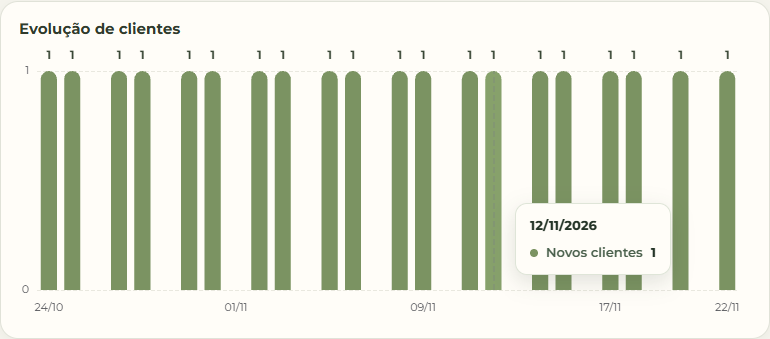 Evolução de clientes
1 1 1 1 1 1 1 1 1 1 1 1 1 1 1 1 1 1 1 1
1
12/11/2026
Novos clientes 1
0
24/10 01/11 09/11 17/11 22/11